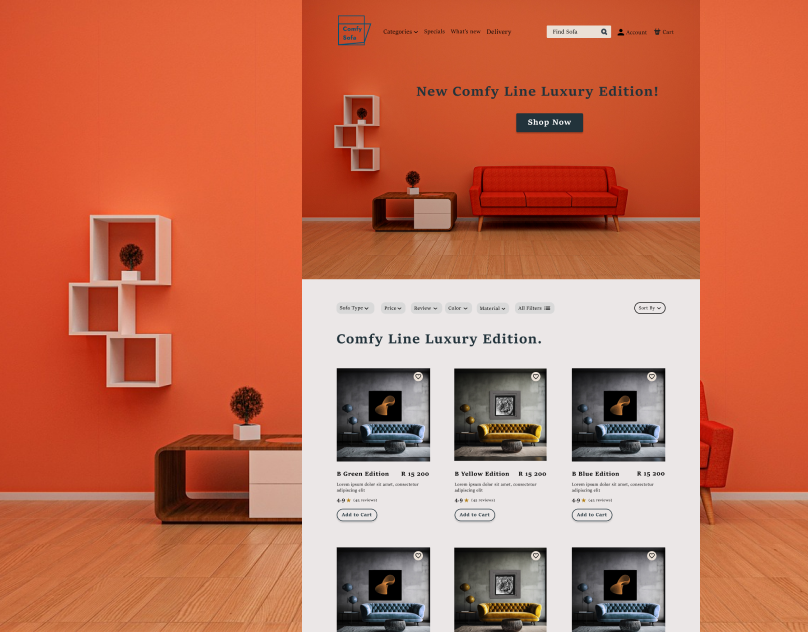 Comfy
Sofa
Categories Specials What's new Delivery
Find Sofa
Account Cart
New Comfy Line Luxury Edition!
Shop Now
Sofa Type Price Review Color Material All Filters
Sort By
Comfy Line Luxury Edition.
B Green Edition R 15 200
Lorem ipsum dolor sit amet, consectetur
adipiscing elit
4.9 (45 reviews)
Add to Cart
B Yellow Edition R 15 200
Lorem ipsum dolor sit amet, consectetur
adipiscing elit
4.9 (45 reviews)
Add to Cart
B Blue Edition R 15 200
Lorem ipsum dolor sit amet, consectetur
adipiscing elit
4.9 (45 reviews)
Add to Cart